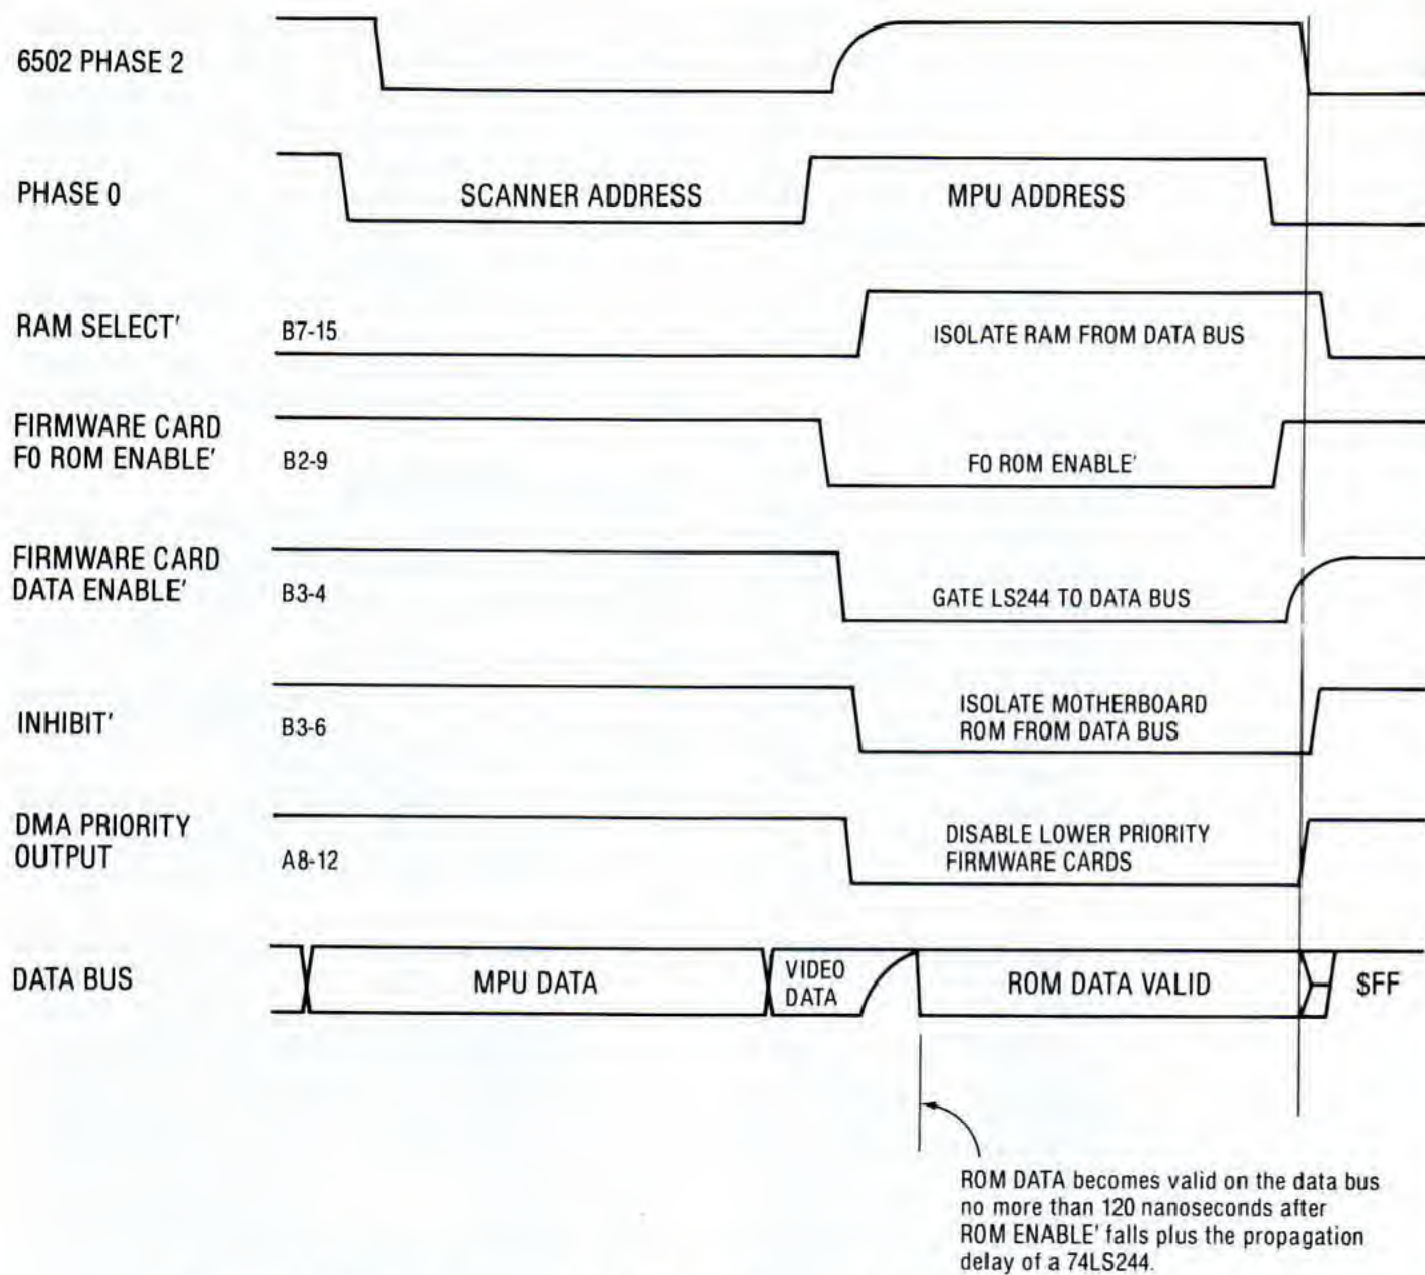 6502 PHASE 2
PHASE 0
SCANNER ADDRESS
MPU ADDRESS
RAM SELECT'
B7-15
ISOLATE RAM FROM DATA BUS
FIRMWARE CARD
F0 ROM ENABLE'
B2-9
F0 ROM ENABLE'
FIRMWARE CARD
DATA ENABLE'
B3-4
GATE LS244 TO DATA BUS
INHIBIT'
B3-6
ISOLATE MOTHERBOARD
ROM FROM DATA BUS
DMA PRIORITY
OUTPUT
A8-12
DISABLE LOWER PRIORITY
FIRMWARE CARDS
DATA BUS
MPU DATA
VIDEO
DATA
ROM DATA VALID
$FF
ROM DATA becomes valid on the data bus
no more than 120 nanoseconds after
ROM ENABLE' falls plus the propagation
delay of a 74LS244.